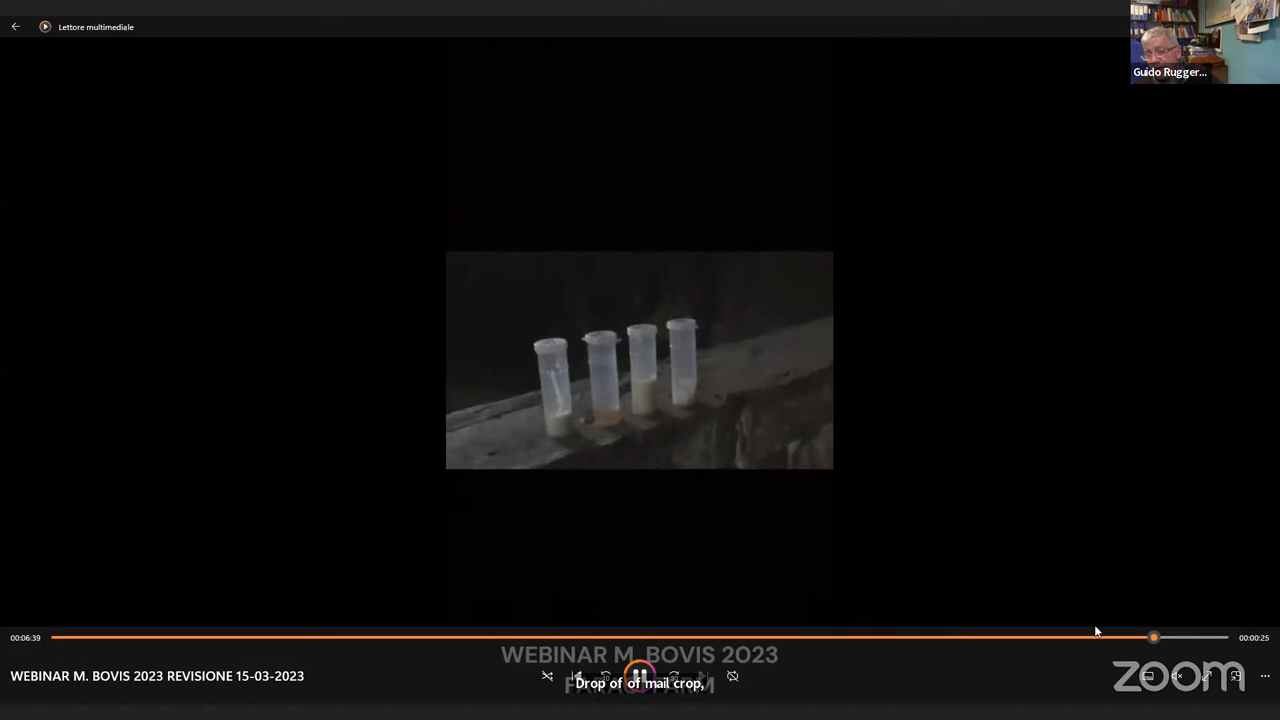 Lettore multimediale
Guido Rugger...
00:06:39
00:00:25
WEBINAR M. BOVIS 2023
WEBINAR M. BOVIS 2023 REVISIONE 15-03-2023
Drop of of mail crop,
zoom